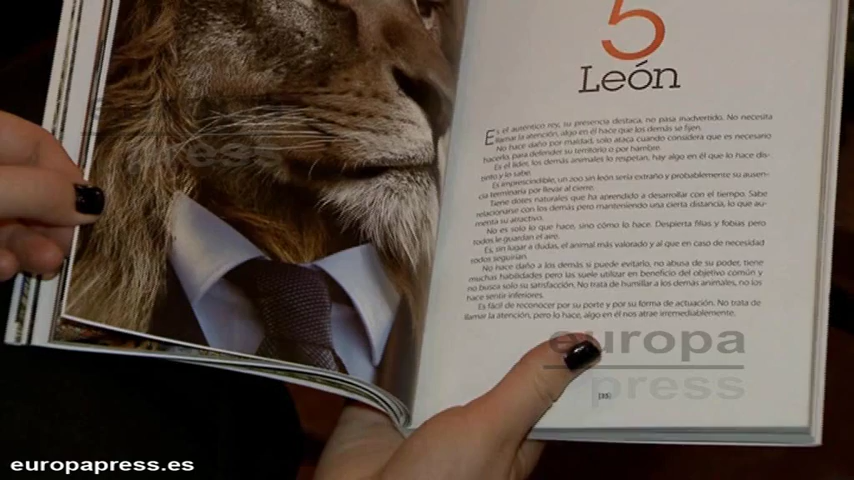 5
León
Es el auténtico rey, su presencia destaca, no pasa inadvertido. No necesita
llamar la atención, algo en él hace que los demás se fijen.
No hace daño por maldad, solo ataca cuando considera que es necesario
hacerlo, para defender su territorio o por hambre.
Es el líder, los demás animales lo respetan, hay algo en él que lo hace dis-
tinto y lo sabe.
Es imprescindible, un zoo sin león sería extraño y probablemente su ausen-
cia terminaría por llevar al cierre.
Tiene doses naturales que ha aprendido a desarrollar con el tiempo. Sabe
relacionarse con los demás pero manteniendo una cierta distancia, lo que au-
menta su atractivo.
No es solo lo que hace, sino cómo lo hace. Despierta filias y fobias pero
todos le guardan el aire.
Es, sin lugar a dudas, el animal más valorado y al que en caso de necesidad
todos seguirían.
No hace daño a los demás si puede evitarlo, no abusa de su poder, tiene
muchas habilidades pero las suele utilizar en beneficio del objetivo común y
no busca solo su satisfacción. No trata de humillar a los demás animales, no los
hace sentir inferiores.
Es fácil de reconocer por su porte y por su forma de actuación. No trata de
llamar la atención, pero lo hace, algo en él nos atrae irremediablemente.
europa
press
[33]
press
europapress.es